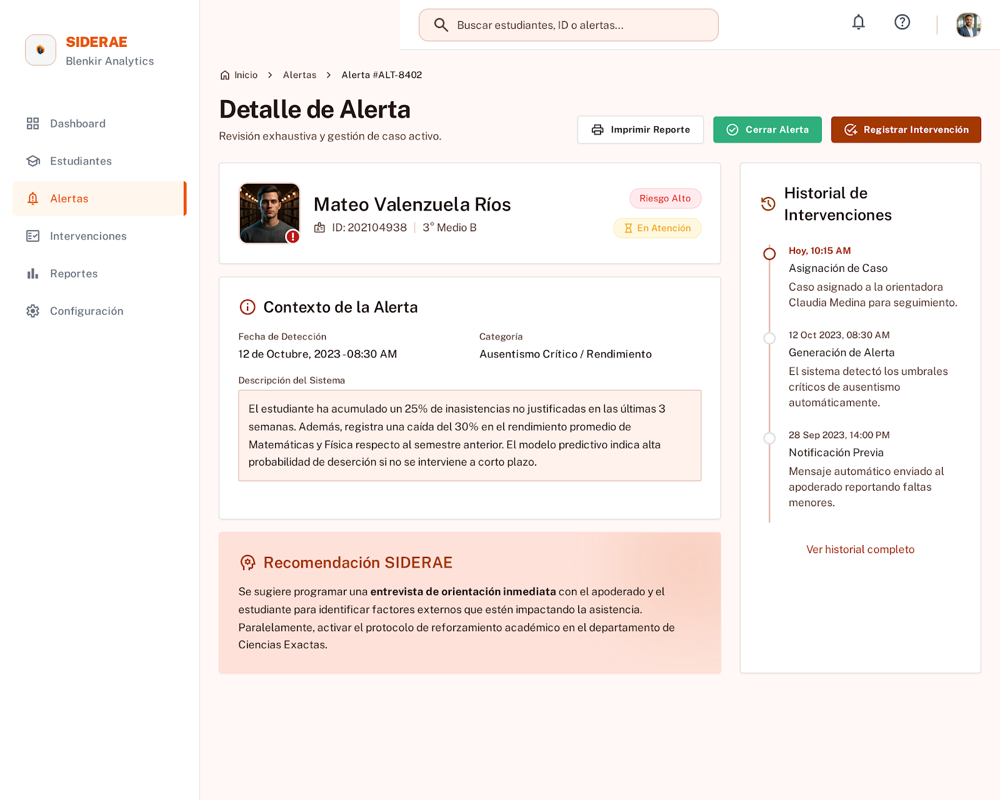 SIDERAE
Blenkir Analytics
Dashboard
Estudiantes
Alertas
Intervenciones
Reportes
Configuración
Buscar estudiantes, ID o alertas...
Inicio > Alertas > Alerta #ALT-8402
Detalle de Alerta
Revisión exhaustiva y gestión de caso activo.
Imprimir Reporte
Cerrar Alerta
Registrar Intervención
Mateo Valenzuela Ríos
ID: 202104938 | 3° Medio B
Riesgo Alto
En Atención
Contexto de la Alerta
Fecha de Detección
12 de Octubre, 2023 - 08:30 AM
Categoría
Ausentismo Crítico / Rendimiento
Descripción del Sistema
El estudiante ha acumulado un 25% de inasistencias no justificadas en las últimas 3
semanas. Además, registra una caída del 30% en el rendimiento promedio de
Matemáticas y Física respecto al semestre anterior. El modelo predictivo indica alta
probabilidad de deserción si no se interviene a corto plazo.
Recomendación SIDERAE
Se sugiere programar una entrevista de orientación inmediata con el apoderado y el
estudiante para identificar factores externos que estén impactando la asistencia.
Paralelamente, activar el protocolo de reforzamiento académico en el departamento de
Ciencias Exactas.
Historial de
Intervenciones
Hoy, 10:15 AM
Asignación de Caso
Caso asignado a la orientadora
Claudia Medina para seguimiento.
12 Oct 2023, 08:30 AM
Generación de Alerta
El sistema detectó los umbrales
críticos de ausentismo
automáticamente.
28 Sep 2023, 14:00 PM
Notificación Previa
Mensaje automático enviado al
apoderado reportando faltas
menores.
Ver historial completo